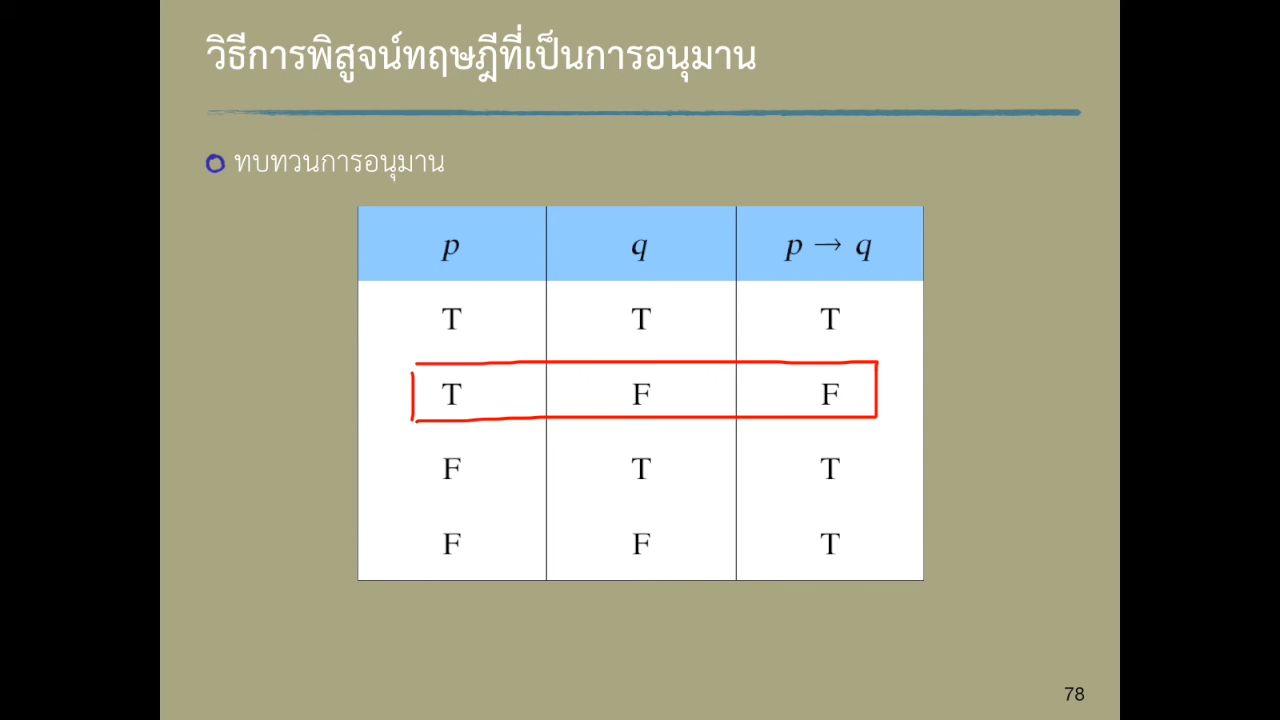 วิธีการพิสูจน์ทฤษฎีที่เป็นการอนุมาน
ทบทวนการอนุมาน
p q p → q
T T T
T F F
F T T
F F T
78